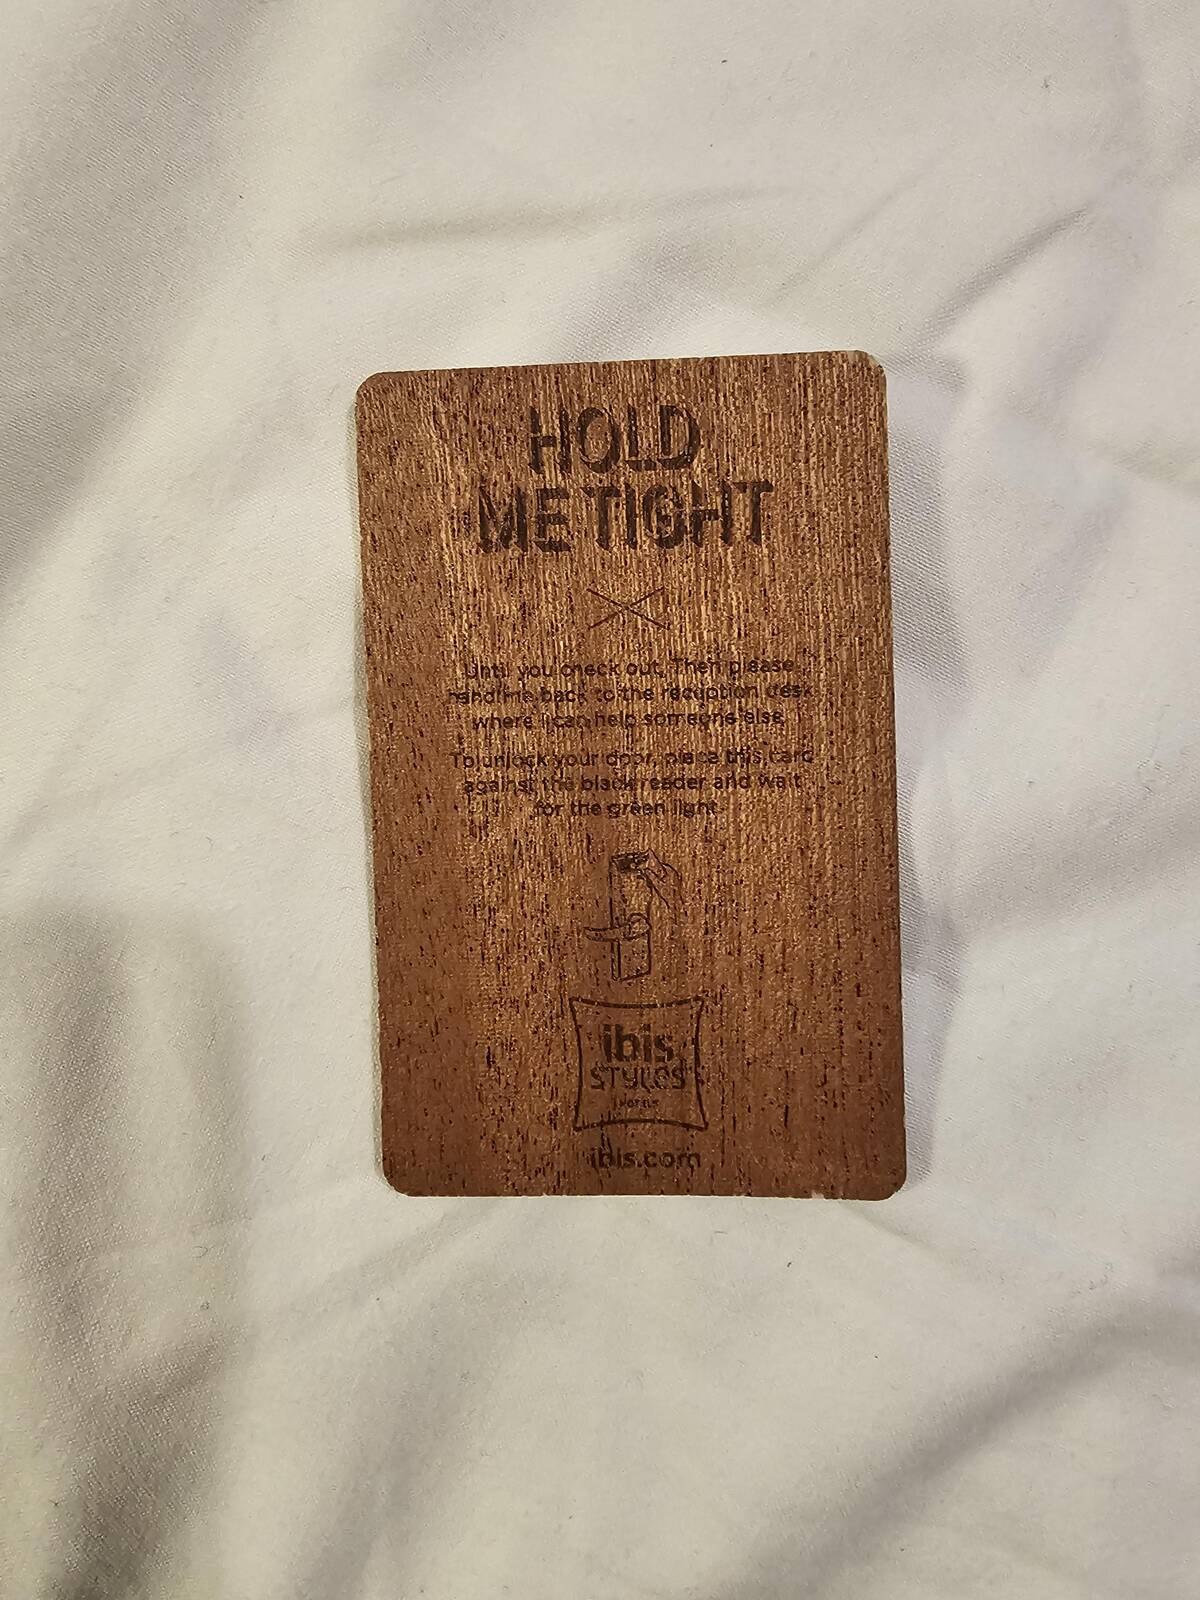 HOLD
ME TIGHT
Until you check out. Then please
hand me back to the reception desk
where I can help someone else.
To unlock your door, place this card
against the black reader and wait
for the green light.
ibis
STYLES
HOTELS
ibis.com